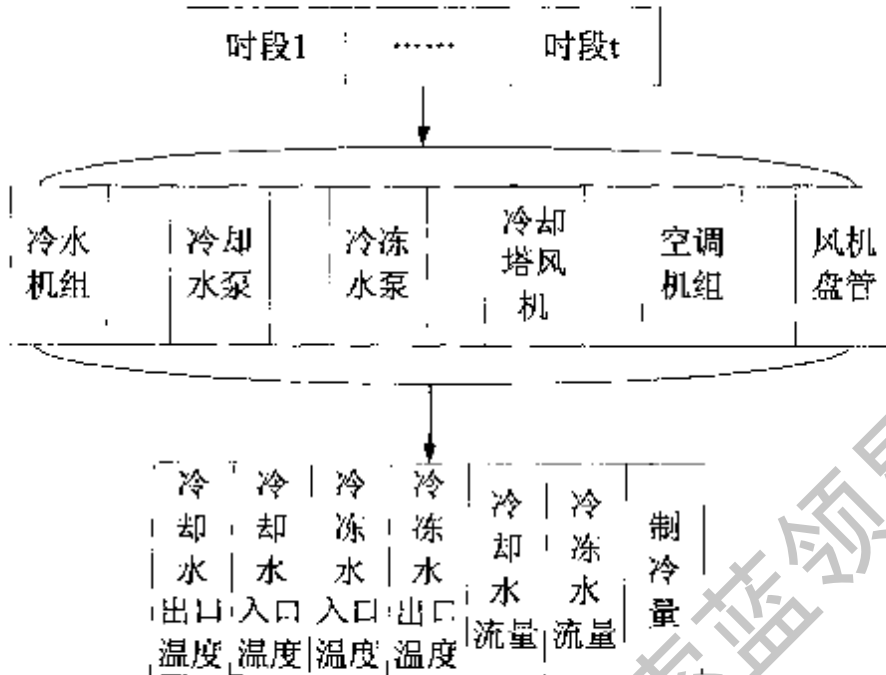 时段1 …… 时段t
冷水机组
冷却水泵
冷冻水泵
冷却塔风机
空调机组
风机盘管
冷却水出口温度
冷却水入口温度
冷冻水入口温度
冷冻水出口温度
冷却水流量
冷冻水流量
制冷量